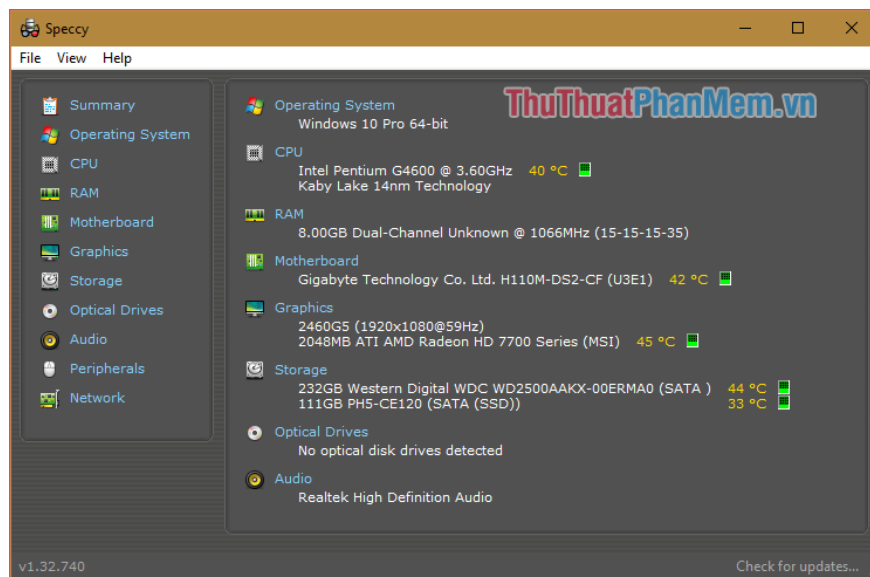 Speccy
File View Help
Summary
Operating System
CPU
RAM
Motherboard
Graphics
Storage
Optical Drives
Audio
Peripherals
Network
ThuThuatPhanMem.vn
Operating System
Windows 10 Pro 64-bit
CPU
Intel Pentium G4600 @ 3.60GHz 40 °C
Kaby Lake 14nm Technology
RAM
8.00GB Dual-Channel Unknown @ 1066MHz (15-15-15-35)
Motherboard
Gigabyte Technology Co. Ltd. H110M-DS2-CF (U3E1) 42 °C
Graphics
2460G5 (1920x1080@59Hz)
2048MB ATI AMD Radeon HD 7700 Series (MSI) 45 °C
Storage
232GB Western Digital WDC WD2500AAKX-00ERMA0 (SATA ) 44 °C
111GB PH5-CE120 (SATA (SSD)) 33 °C
Optical Drives
No optical disk drives detected
Audio
Realtek High Definition Audio
v1.32.740
Check for updates...